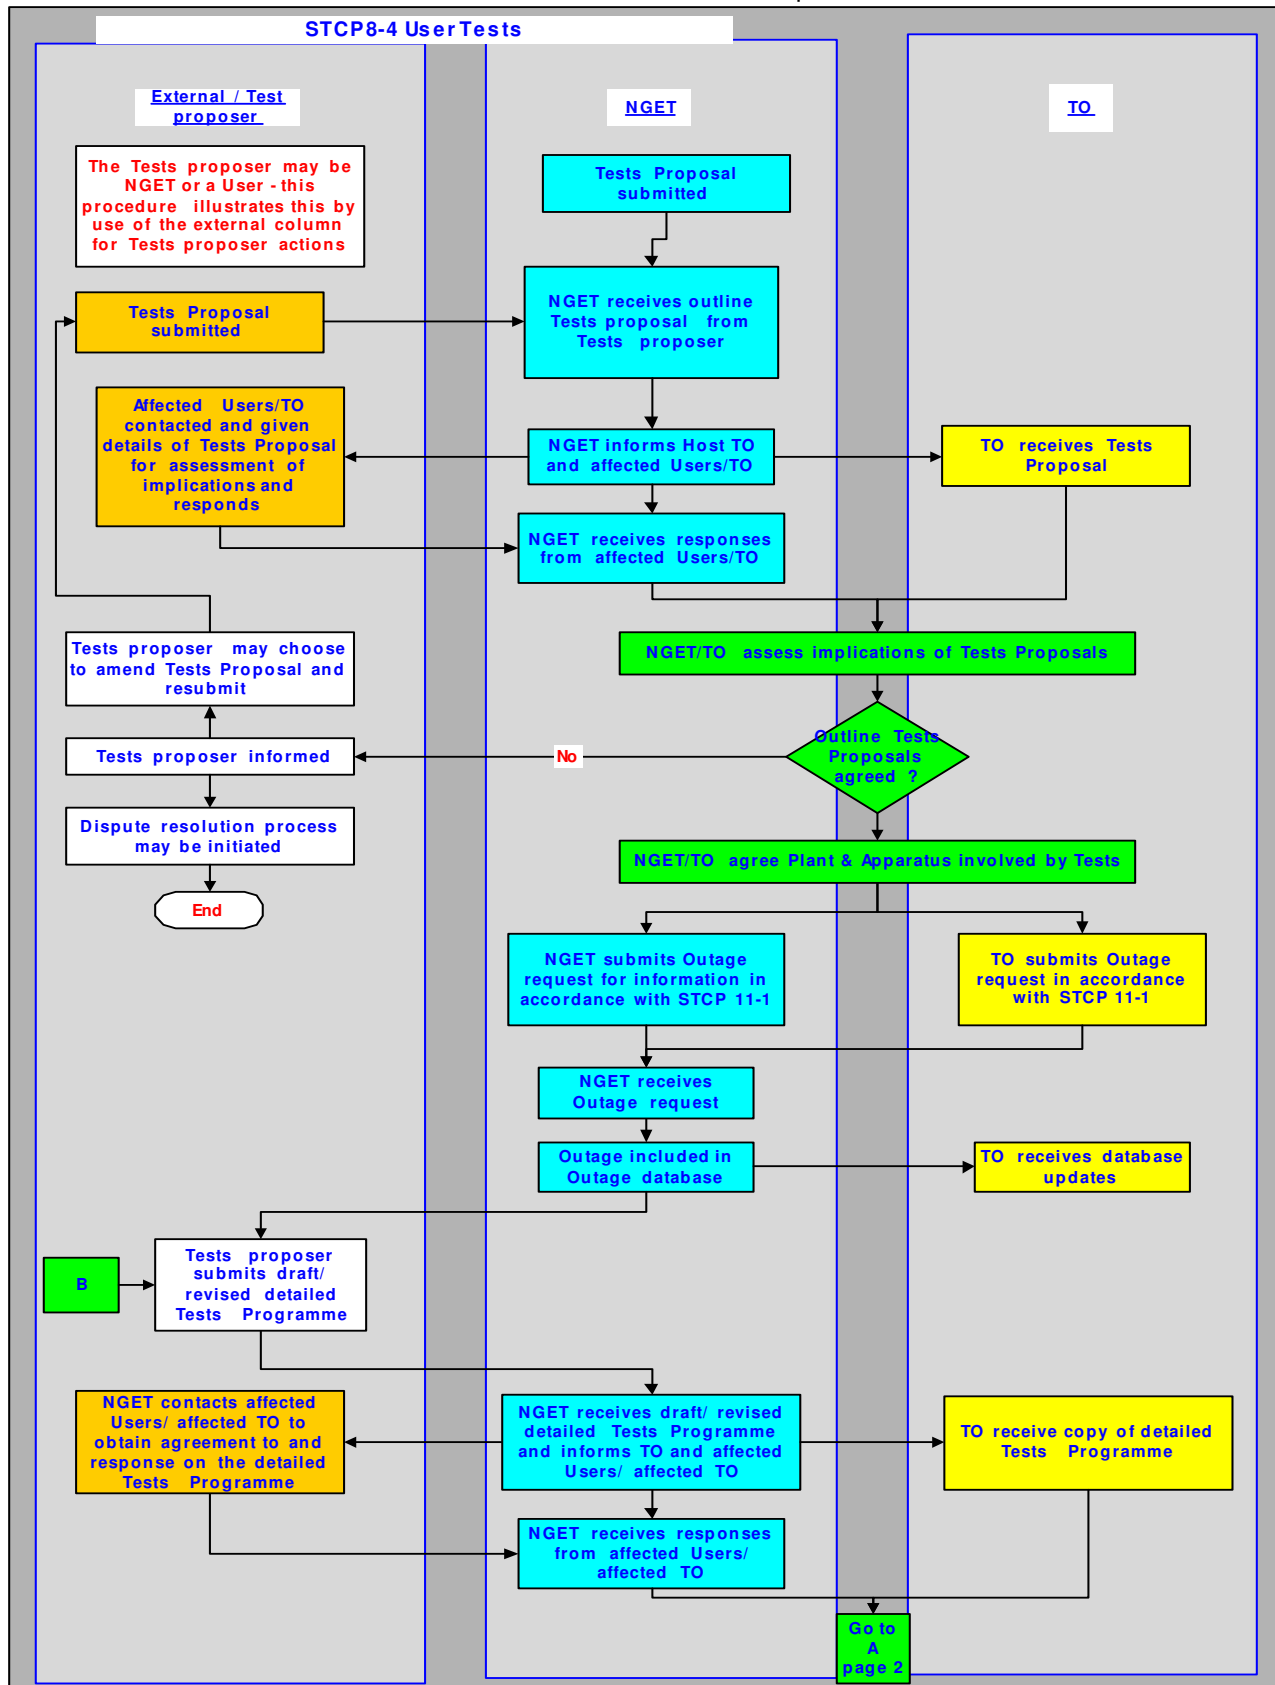 STCP8-4 User Tests
External / Test
proposer
NGET
TO
The Tests proposer may be
NGET or a User - this
procedure illustrates this by
use of the external column
for Tests proposer actions
Tests Proposal
submitted
Tests Proposal
submitted
NGET receives outline
Tests proposal from
Tests proposer
Affected Users/TO
contacted and given
details of Tests Proposal
for assessment of
implications and
responds
NGET informs Host TO
and affected Users/TO
TO receives Tests
Proposal
NGET receives responses
from affected Users/TO
Tests proposer may choose
to amend Tests Proposal and
resubmit
NGET/TO assess implications of Tests Proposals
Tests proposer informed
No
Outline Tests
Proposals
agreed ?
Dispute resolution process
may be initiated
NGET/TO agree Plant & Apparatus involved by Tests
End
NGET submits Outage
request for information in
accordance with STCP 11-1
TO submits Outage
request in accordance
with STCP 11-1
NGET receives
Outage request
Outage included in
Outage database
TO receives database
updates
B
Tests proposer
submits draft/
revised detailed
Tests Programme
NGET contacts affected
Users/ affected TO to
obtain agreement to and
response on the detailed
Tests Programme
NGET receives draft/ revised
detailed Tests Programme
and informs TO and affected
Users/ affected TO
TO receive copy of detailed
Tests Programme
NGET receives responses
from affected Users/
affected TO
Go to
A
page 2